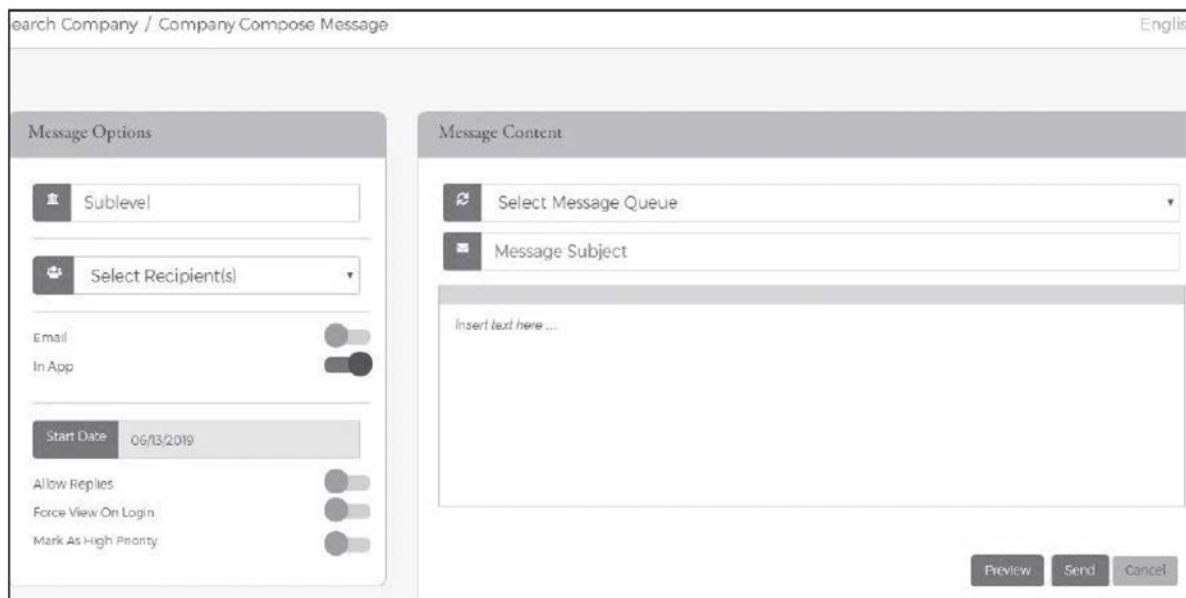 earch Company / Company Compose Message
Englis
Message Options
Sublevel
Select Recipient(s)
Email
In App
Start Date 06/13/2019
Allow Replies
Force View On Login
Mark As High Priority
Message Content
Select Message Queue
Message Subject
Insert text here ...
Preview Send Cancel